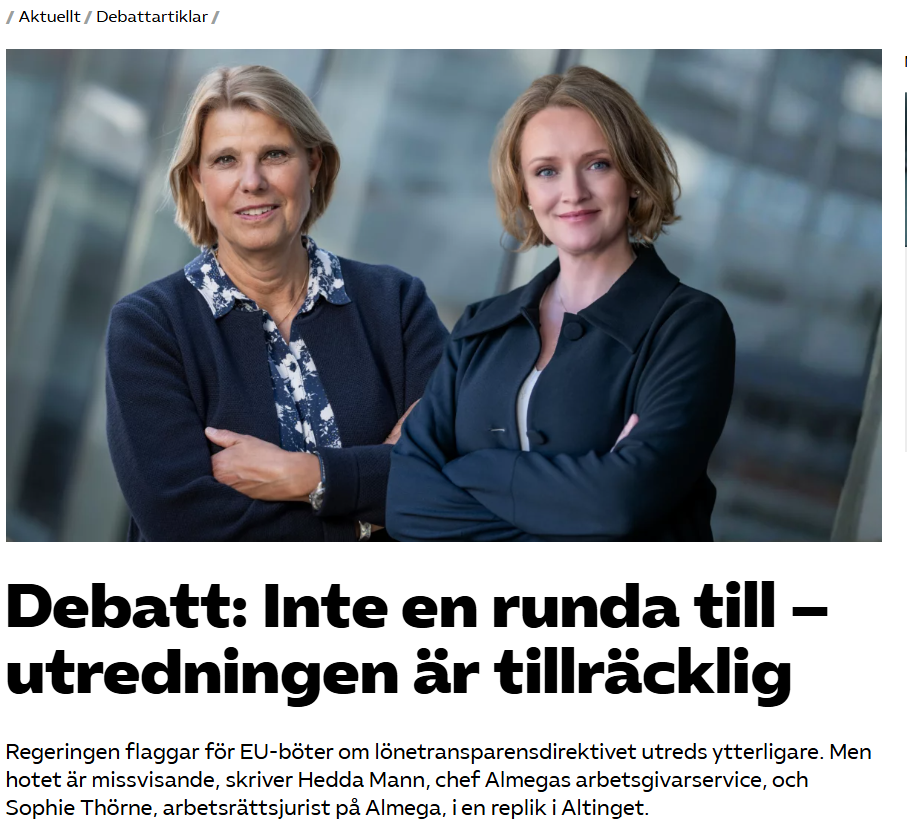 / Aktuellt / Debattartiklar /
Debatt: Inte en runda till –
utredningen är tillräcklig
Regeringen flaggar för EU-böter om lönetransparensdirektivet utreds ytterligare. Men
hotet är missvisande, skriver Hedda Mann, chef Almegas arbetsgivarservice, och
Sophie Thörne, arbetsrättsjurist på Almega, i en replik i Altinget.